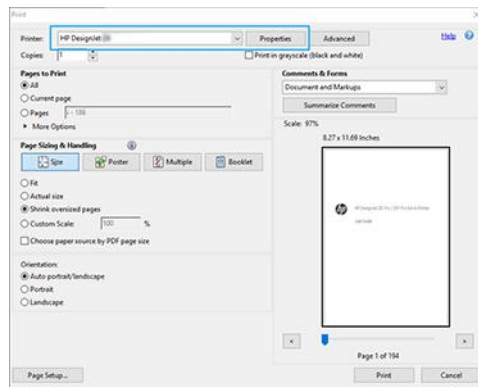 Print
Printer: HP DesignJet Properties Advanced Help
Copies: 1 Print in grayscale (black and white)
Pages to Print
All
Current page
Pages
More Options
Page Sizing & Handling
Size Poster Multiple Booklet
Fit
Actual size
Shrink oversized pages
Custom Scale: 100 %
Choose paper source by PDF page size
Orientation:
Auto portrait/landscape
Portrait
Landscape
Comments & Forms
Document and Markups
Summarize Comments
Scale: 97%
8.27 x 11.69 Inches
hp
User Guide
< >
Page 1 of 194
Page Setup... Print Cancel